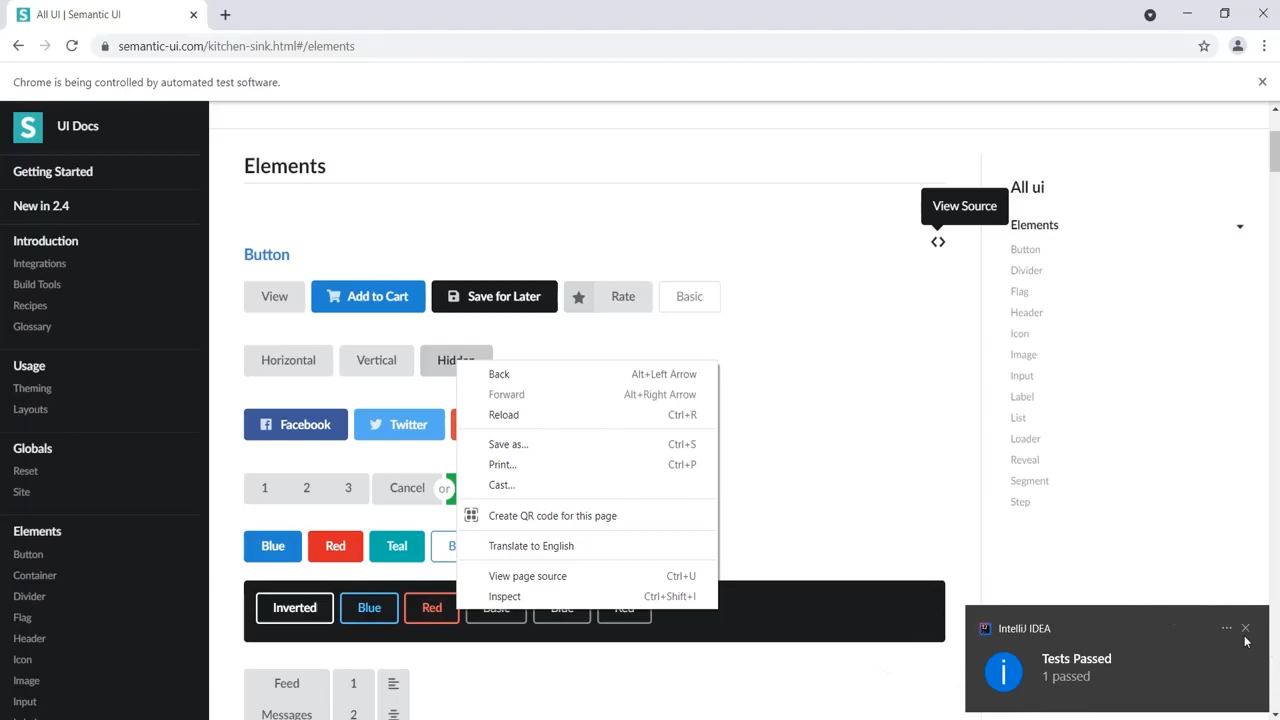 All UI | Semantic UI
semantic-ui.com/kitchen-sink.html#/elements
Chrome is being controlled by automated test software.
S
UI Docs
Getting Started
New in 2.4
Introduction
Integrations
Build Tools
Recipes
Glossary
Usage
Theming
Layouts
Globals
Reset
Site
Elements
Button
Container
Divider
Flag
Header
Icon
Image
Input
Elements
View Source
Button
View Add to Cart Save for Later Rate Basic
Horizontal Vertical Hidden
Facebook Twitter
1 2 3 Cancel or
Blue Red Teal B
Inverted Blue Red Basic Blue Red
Feed 1
Messages 2
Back Alt+Left Arrow
Forward Alt+Right Arrow
Reload Ctrl+R
Save as... Ctrl+S
Print... Ctrl+P
Cast...
Create QR code for this page
Translate to English
View page source Ctrl+U
Inspect Ctrl+Shift+I
All ui
Elements
Button
Divider
Flag
Header
Icon
Image
Input
Label
List
Loader
Reveal
Segment
Step
IntelliJ IDEA
Tests Passed
1 passed